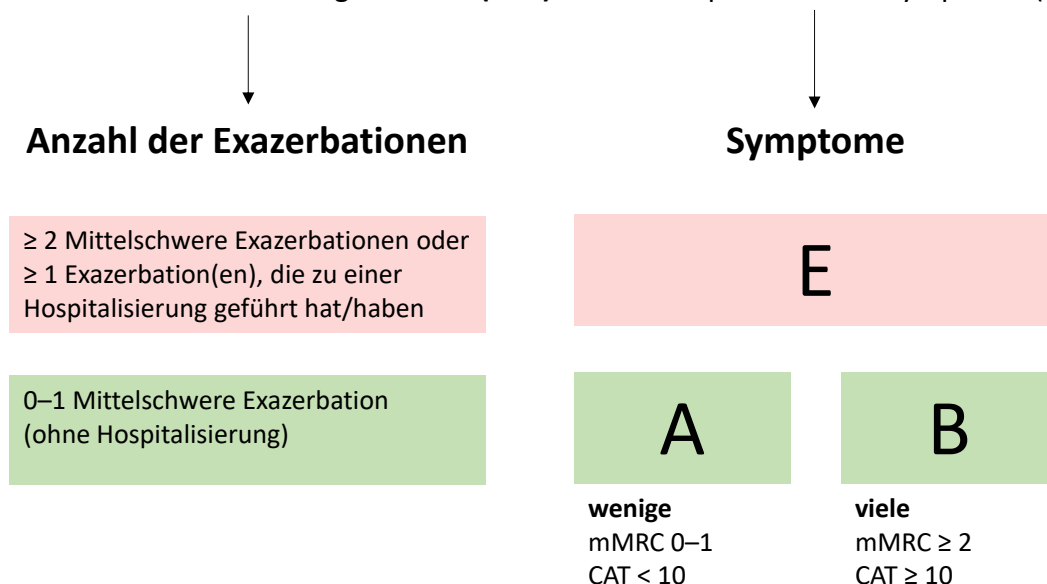 Anzahl der Exazerbationen
Symptome
≥ 2 Mittelschwere Exazerbationen oder
≥ 1 Exazerbation(en), die zu einer
Hospitalisierung geführt hat/haben
E
0–1 Mittelschwere Exazerbation
(ohne Hospitalisierung)
A
B
wenige
mMRC 0–1
CAT < 10
viele
mMRC ≥ 2
CAT ≥ 10